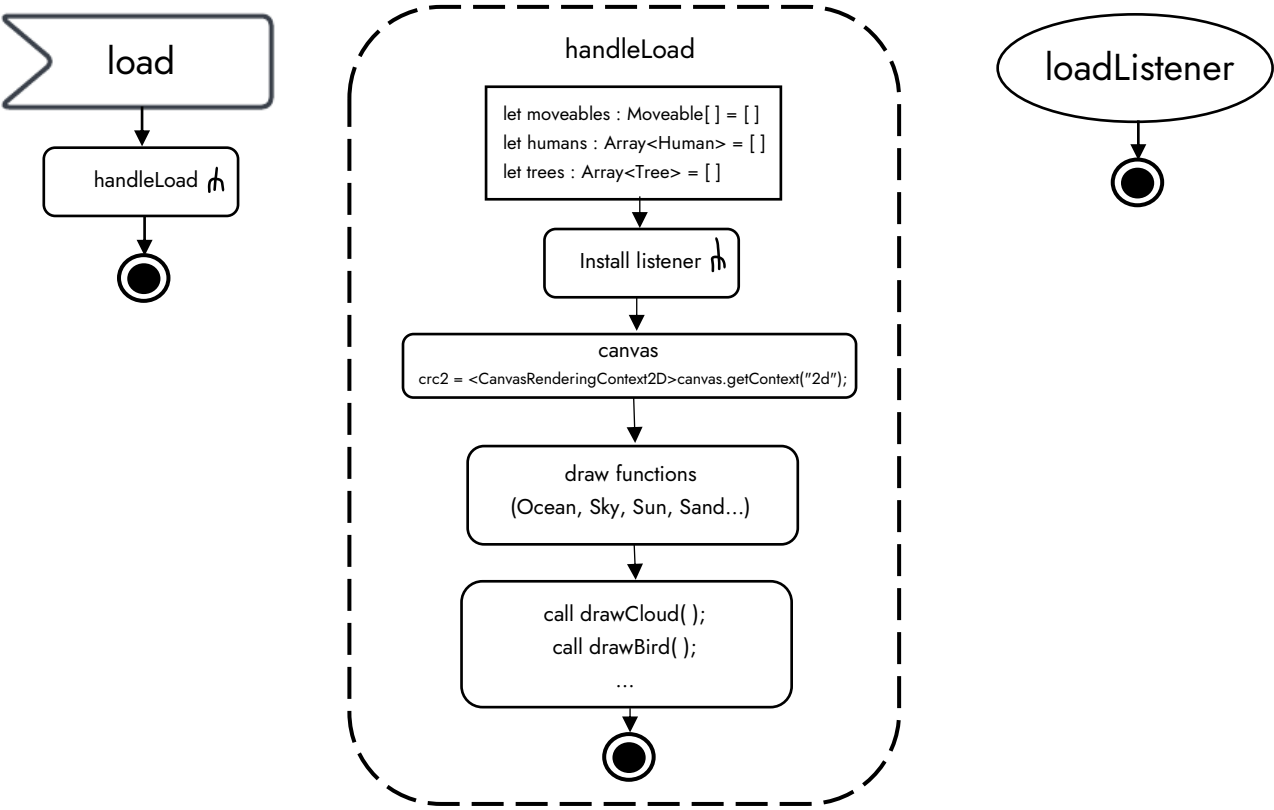 load
handleLoad
handleLoad
let moveables : Moveable[ ] = [ ]
let humans : Array<Human> = [ ]
let trees : Array<Tree> = [ ]
Install listener
canvas
crc2 = <CanvasRenderingContext2D>canvas.getContext("2d");
draw functions
(Ocean, Sky, Sun, Sand...)
call drawCloud( );
call drawBird( );
...
loadListener